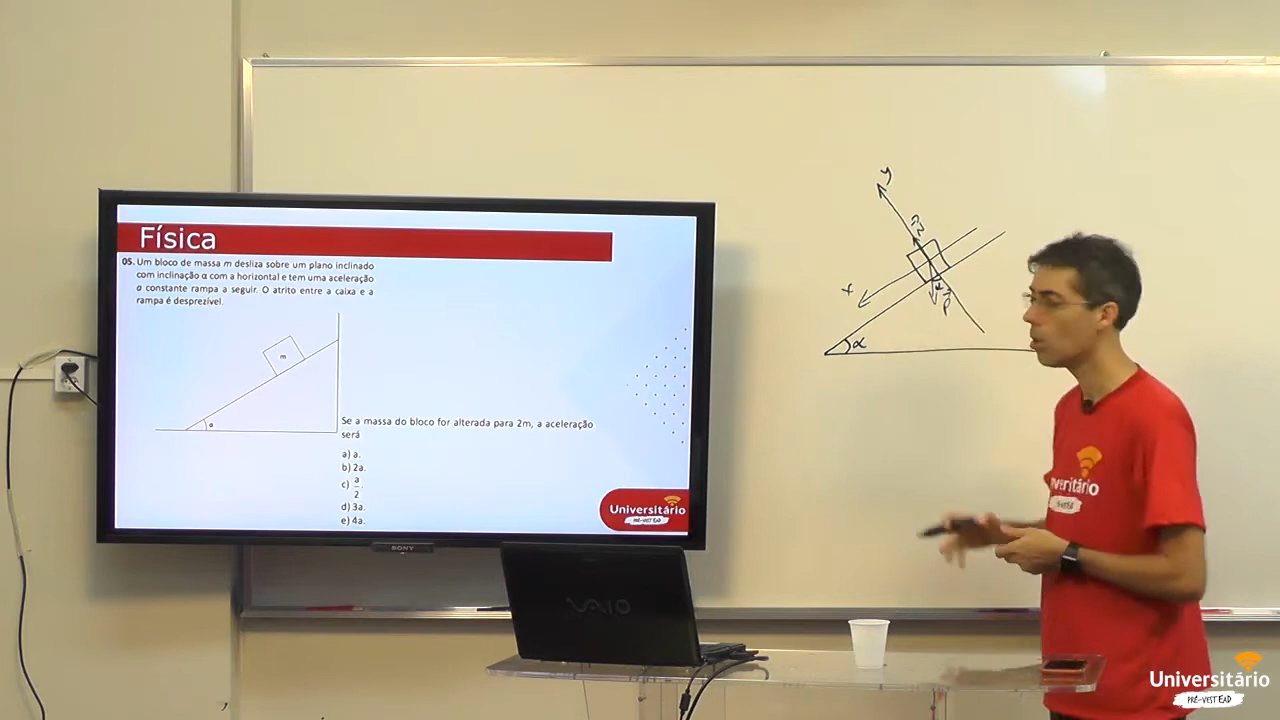 Física
05. Um bloco de massa m desliza sobre um plano inclinado
com inclinação α com a horizontal e tem uma aceleração
a constante rampa a seguir. O atrito entre a caixa e a
rampa é desprezível.
m
α
Se a massa do bloco for alterada para 2m, a aceleração
será
a) a.
b) 2a.
c) a/2.
d) 3a.
e) 4a.
Universitário
PRÉ-VEST EAD
SONY
VAIO
y
N
x
α
P
α
iversitário
Universitário
PRÉ-VEST EAD